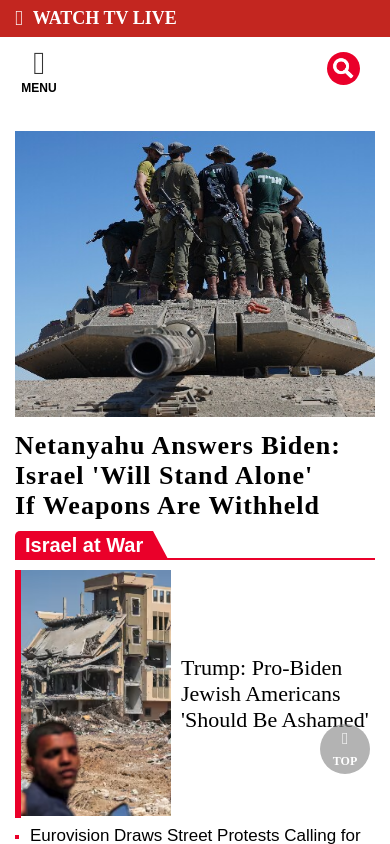 WATCH TV LIVE
MENU
Netanyahu Answers Biden:
Israel 'Will Stand Alone'
If Weapons Are Withheld
Israel at War
Trump: Pro-Biden
Jewish Americans
'Should Be Ashamed'
TOP
Eurovision Draws Street Protests Calling for